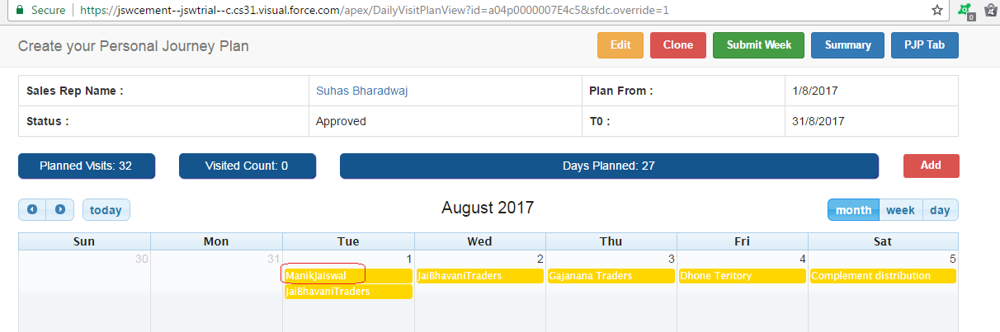 Secure https://jswcement--jswtrial--c.cs31.visual.force.com/apex/DailyVisitPlanView?id=a04p0000007E4c5&sfdc.override=1
0
Create your Personal Journey Plan Edit Clone Submit Week Summary PJP Tab
Sales Rep Name : Suhas Bharadwaj Plan From : 1/8/2017
Status : Approved T0 : 31/8/2017
Planned Visits: 32 Visited Count: 0 Days Planned: 27 Add
today August 2017 month week day
Sun Mon Tue Wed Thu Fri Sat
30 31 1 2 3 4 5
ManikJaiswal JaiBhavaniTraders Gajanana Traders Dhone Teritory Complement distribution
JaiBhavaniTraders